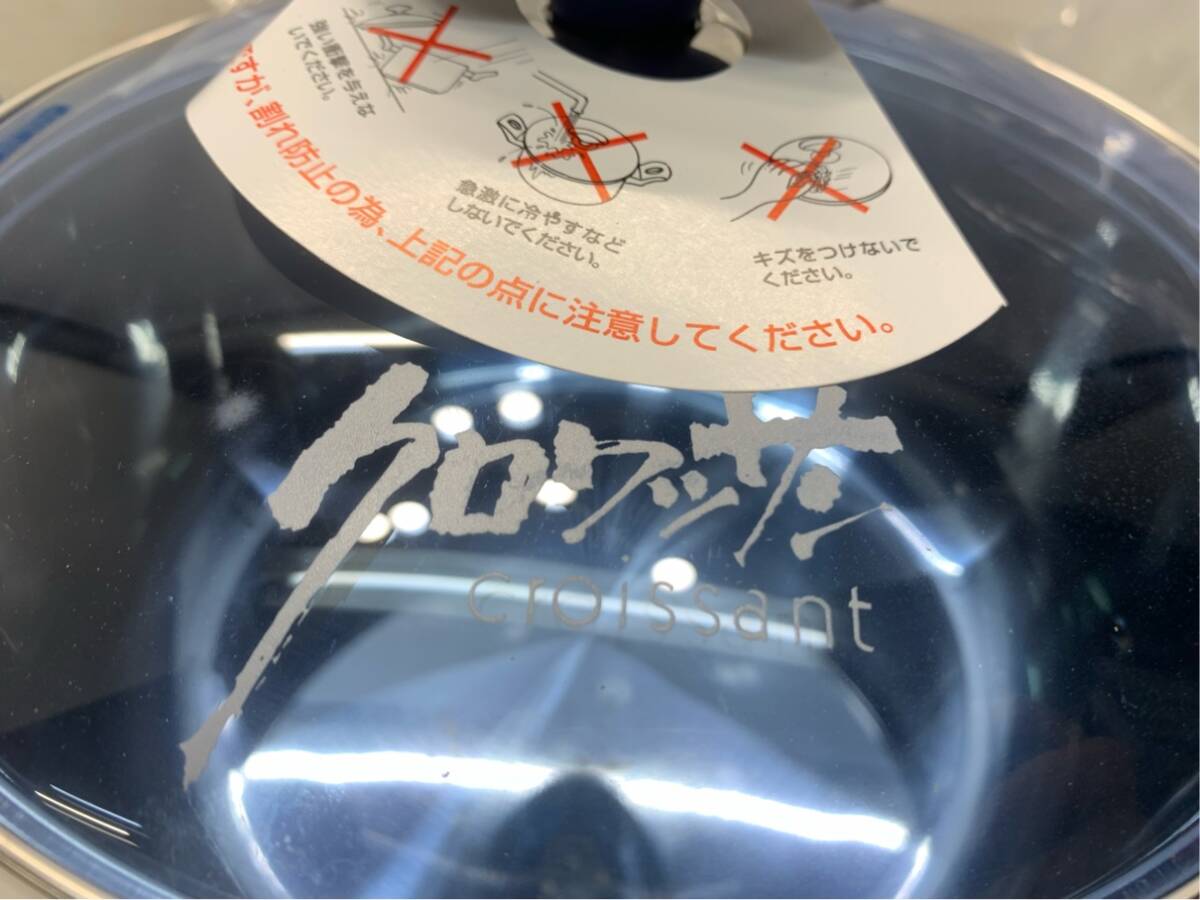 強い衝撃を与えな
いでください。
急激に冷やすなど
しないでください。
キズをつけないで
ください。
ですが、割れ防止の為、上記の点に注意してください。
クロワッサン
croissant